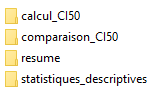 calcul_CI50
comparaison_CI50
resume
statistiques_descriptives